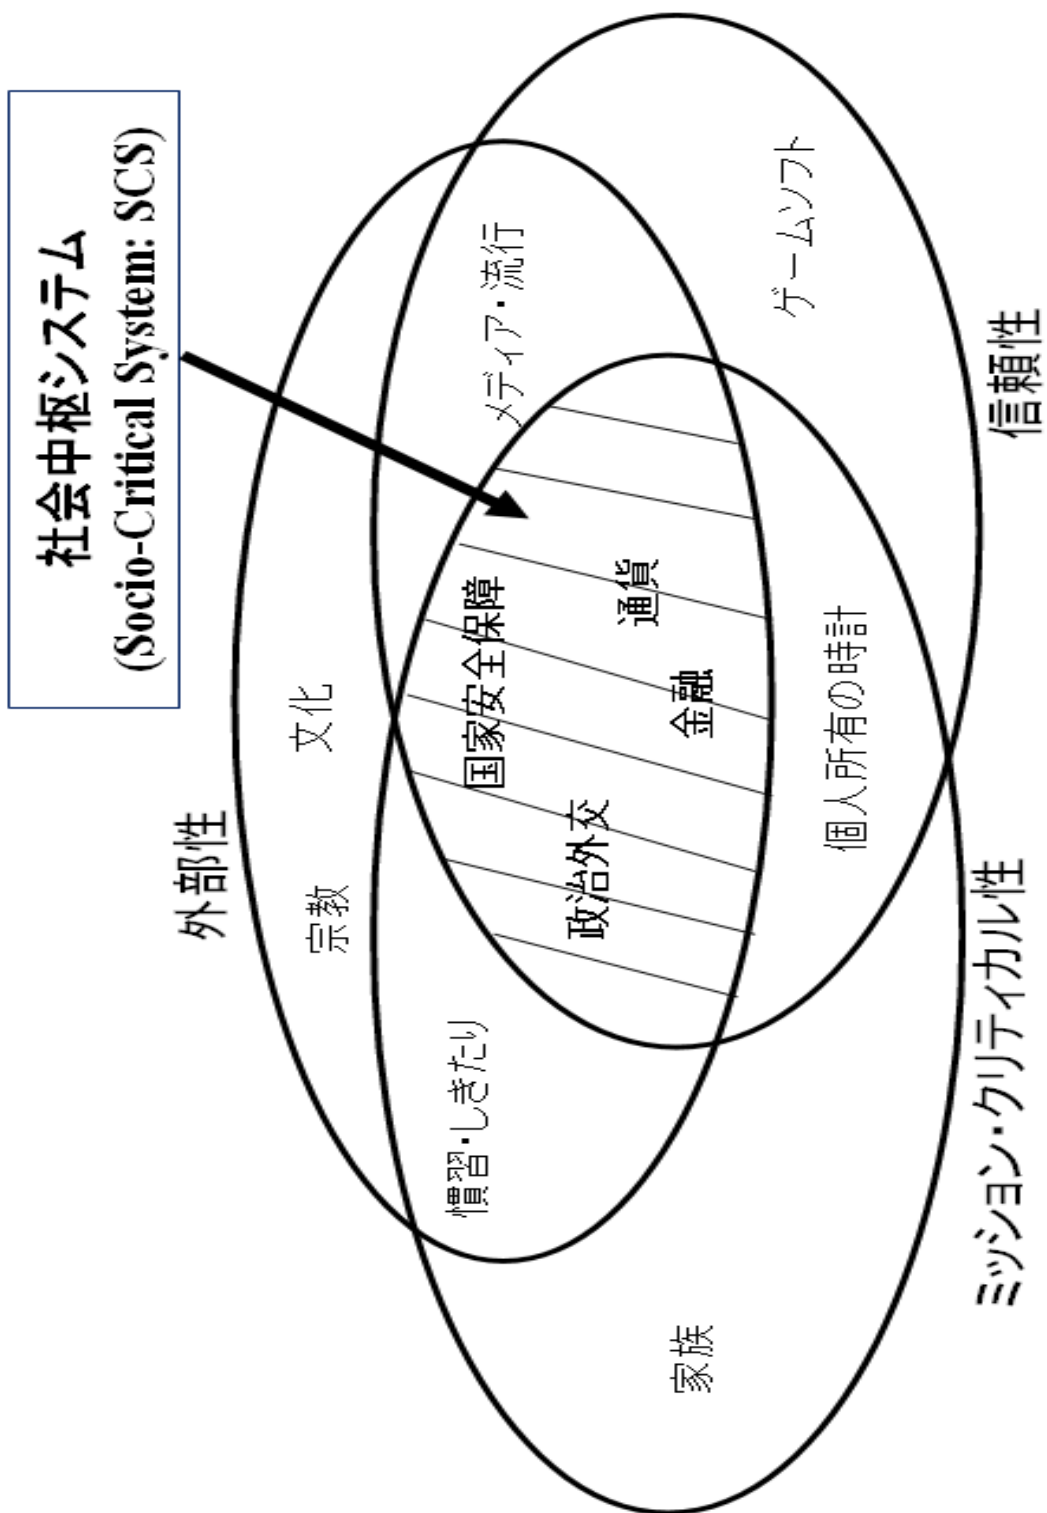 社会中枢システム
(Socio-Critical System: SCS)
外部性
文化
宗教
慣習・しきたり
メディア・流行
国家安全保障
政治外交
通貨
金融
個人所有の時計
家族
ゲームソフト
ミッション・クリティカル性
信頼性